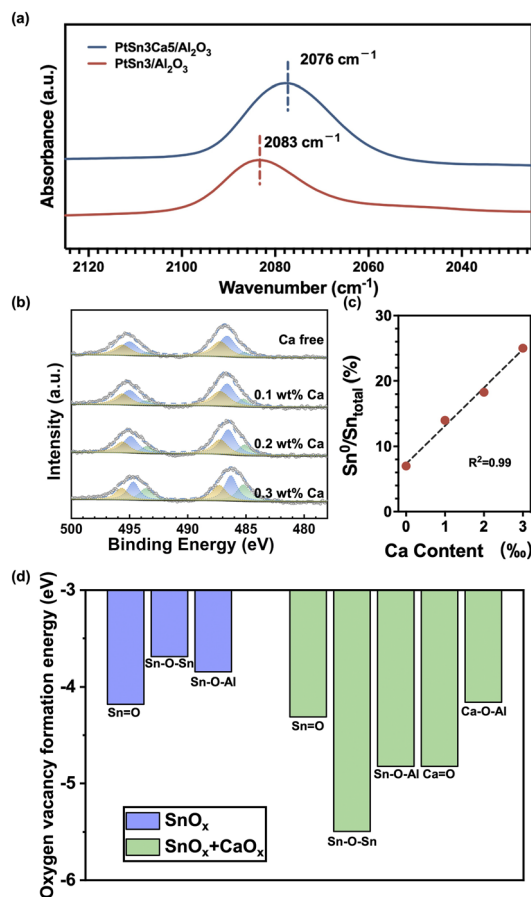 (a)
PtSn3Ca5/Al₂O₃
PtSn3/Al₂O₃
2076 cm⁻¹
2083 cm⁻¹
Absorbance (a.u.)
2120 2100 2080 2060 2040
Wavenumber (cm⁻¹)
(b)
Ca free
0.1 wt% Ca
0.2 wt% Ca
0.3 wt% Ca
Intensity (a.u.)
500 495 490 485 480
Binding Energy (eV)
(c)
Sn⁰/Sntotal (%)
30
20
10
0
R²=0.99
0 1 2 3
Ca Content (‰)
(d)
Oxygen vacancy formation energy (eV)
-3
-4
-5
-6
Sn=O
Sn-O-Sn
Sn-O-Al
Sn=O
Sn-O-Sn
Sn-O-Al
Ca=O
Ca-O-Al
SnOₓ
SnOₓ+CaOₓ